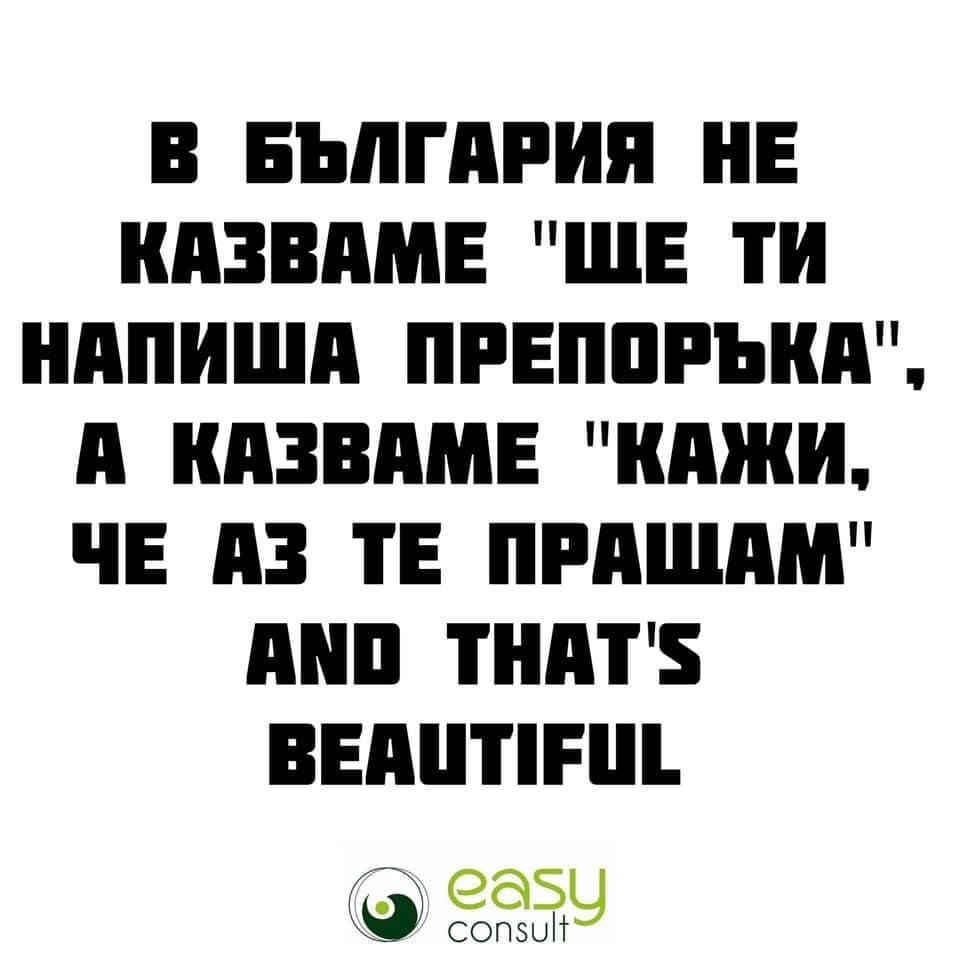 В БЪЛГАРИЯ НЕ
КАЗВАМЕ "ЩЕ ТИ
НАПИША ПРЕПОРЪКА",
А КАЗВАМЕ "КАЖИ,
ЧЕ АЗ ТЕ ПРАЩАМ"
AND THAT'S
BEAUTIFUL
easy
consult